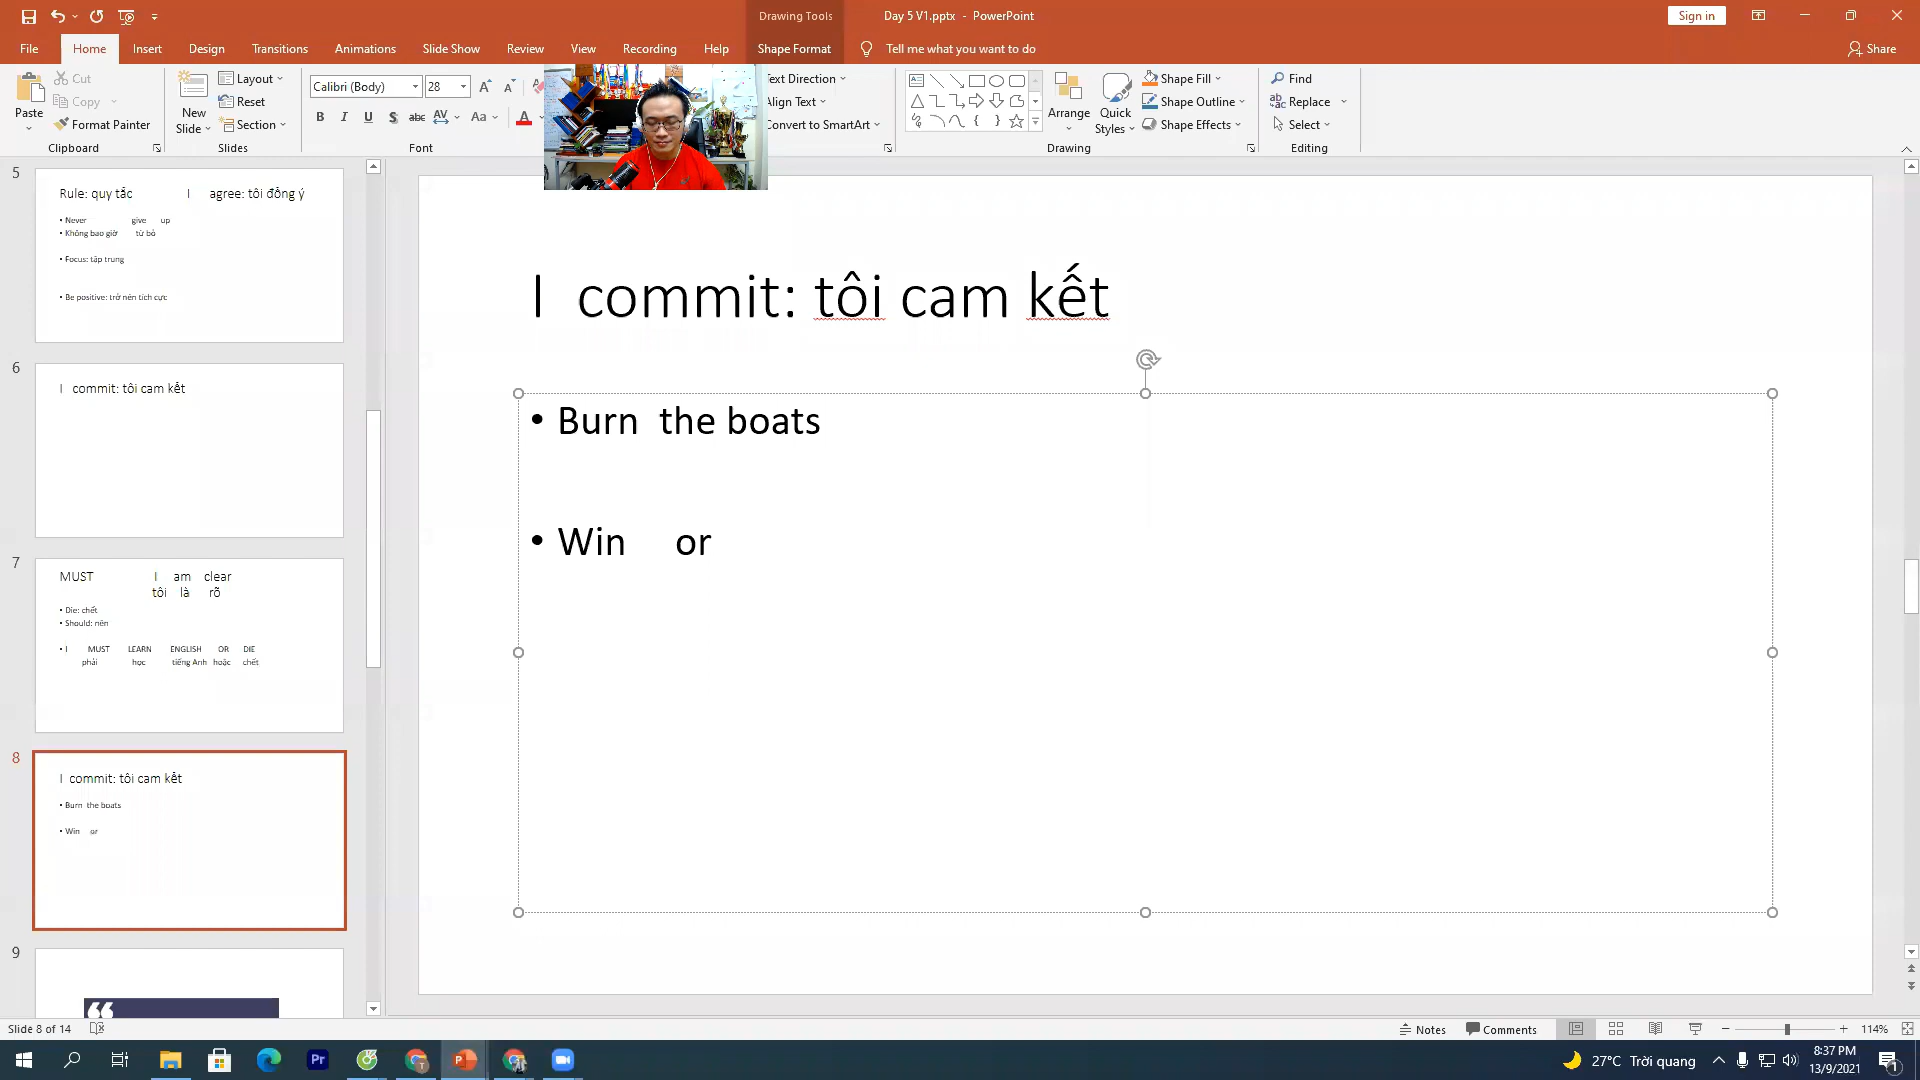 Drawing Tools
Day 5 V1.pptx - PowerPoint
Sign in
File Home Insert Design Transitions Animations Slide Show Review View Recording Help Shape Format Tell me what you want to do Share
Paste
Cut
Copy
Format Painter
Clipboard
New Slide
Layout
Reset
Section
Slides
Calibri (Body) 28
B I U S abc AV Aa A
Font
Text Direction
Align Text
Convert to SmartArt
Arrange
Quick Styles
Shape Fill
Shape Outline
Shape Effects
Drawing
Find
Replace
Select
Editing
5
Rule: quy tắc I agree: tôi đồng ý
• Never give up
• Không bao giờ từ bỏ
• Focus: tập trung
• Be positive: trở nên tích cực
6
I commit: tôi cam kết
7
MUST I am clear
tôi là rõ
• Die: chết
• Should: nên
• I MUST LEARN ENGLISH OR DIE
phải học tiếng Anh hoặc chết
8
I commit: tôi cam kết
• Burn the boats
• Win or
9
I commit: tôi cam kết
• Burn the boats
• Win or
Slide 8 of 14
Notes Comments 114%
27°C Trời quang
8:37 PM
13/9/2021